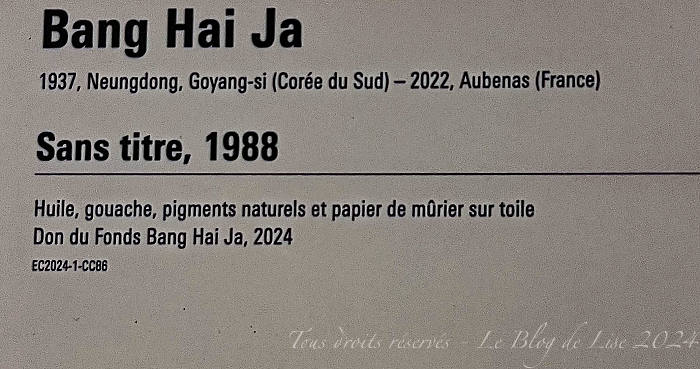 Bang Hai Ja
1937, Neungdong, Goyang-si (Corée du Sud) – 2022, Aubenas (France)
Sans titre, 1988
Huile, gouache, pigments naturels et papier de mûrier sur toile
Don du Fonds Bang Hai Ja, 2024
EC2024-1-CC86
Tous droits réservés - Le Blog de Lise 2024